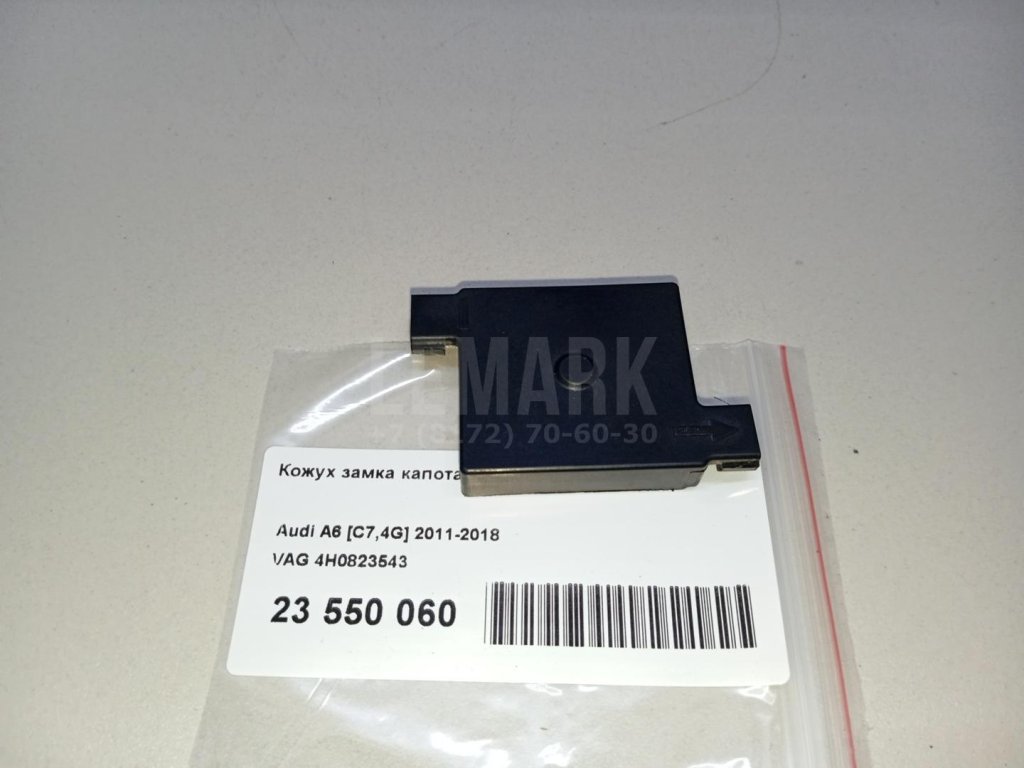 LEMARK
+7 (8172) 70-60-30
Кожух замка капота
Audi A6 [C7,4G] 2011-2018
VAG 4H0823543
23 550 060